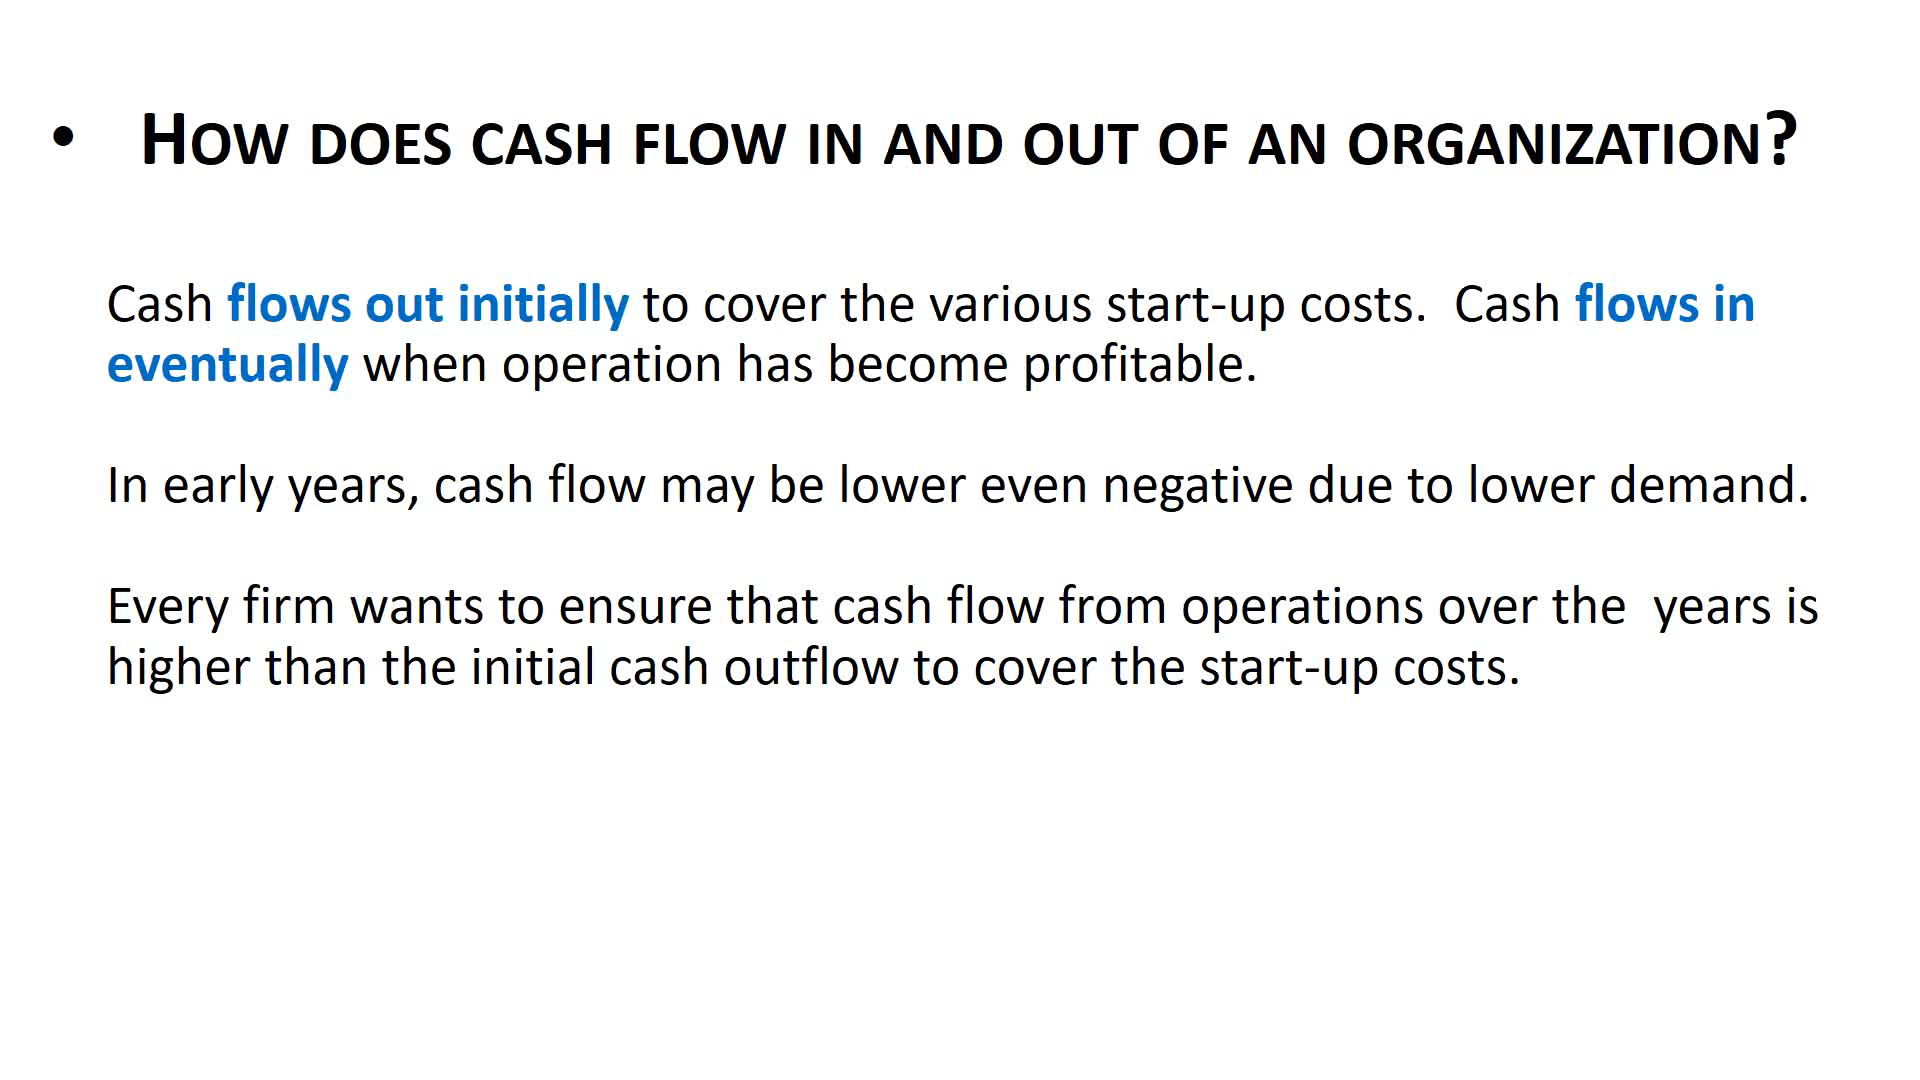 • HOW DOES CASH FLOW IN AND OUT OF AN ORGANIZATION?
Cash flows out initially to cover the various start-up costs.  Cash flows in
eventually when operation has become profitable.
In early years, cash flow may be lower even negative due to lower demand.
Every firm wants to ensure that cash flow from operations over the  years is
higher than the initial cash outflow to cover the start-up costs.